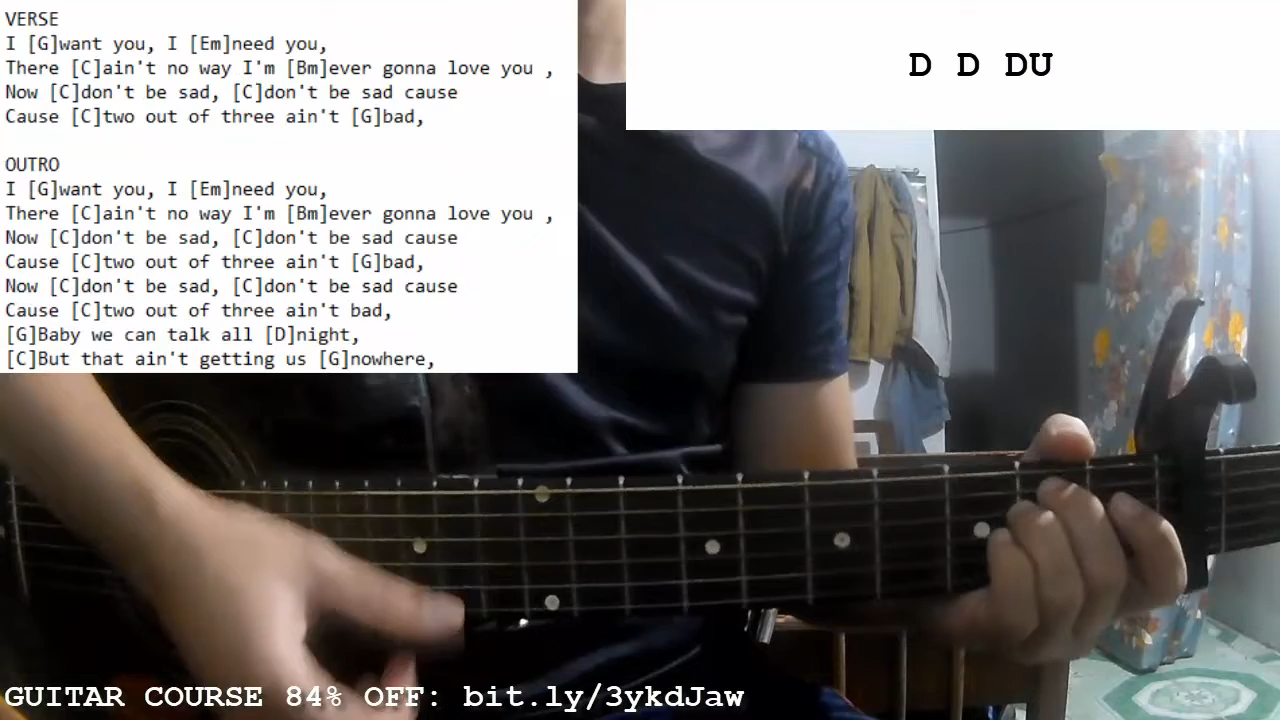 VERSE
I [G]want you, I [Em]need you,
There [C]ain't no way I'm [Bm]ever gonna love you ,
Now [C]don't be sad, [C]don't be sad cause
Cause [C]two out of three ain't [G]bad,

OUTRO
I [G]want you, I [Em]need you,
There [C]ain't no way I'm [Bm]ever gonna love you ,
Now [C]don't be sad, [C]don't be sad cause
Cause [C]two out of three ain't [G]bad,
Now [C]don't be sad, [C]don't be sad cause
Cause [C]two out of three ain't bad,
[G]Baby we can talk all [D]night,
[C]But that ain't getting us [G]nowhere,
D D DU
GUITAR COURSE 84% OFF: bit.ly/3ykdJaw